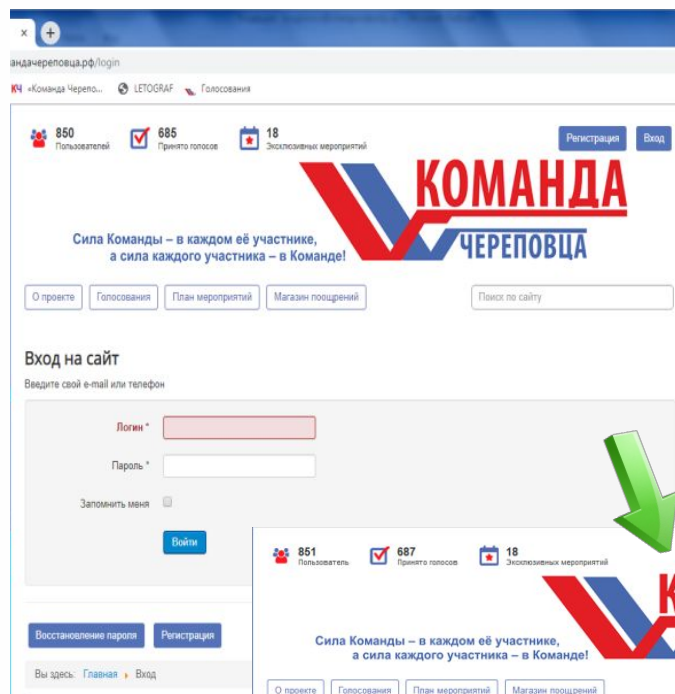 андачереповца.рф/login
КЧ «Команда Черепо... LETOGRAF Голосования
850 Пользователей
685 Принято голосов
18 Эксклюзивных мероприятий
Регистрация Вход
КОМАНДА
ЧЕРЕПОВЦА
Сила Команды – в каждом её участнике,
а сила каждого участника – в Команде!
О проекте Голосования План мероприятий Магазин поощрений Поиск по сайту
Вход на сайт
Введите свой e-mail или телефон
Логин *
Пароль *
Запомнить меня
Войти
Восстановление пароля Регистрация
Вы здесь: Главная Вход
851 Пользователь
687 Принято голосов
18 Эксклюзивных мероприятий
К
Сила Команды – в каждом её участнике,
а сила каждого участника – в Команде!
О проекте Голосования План мероприятий Магазин поощрений